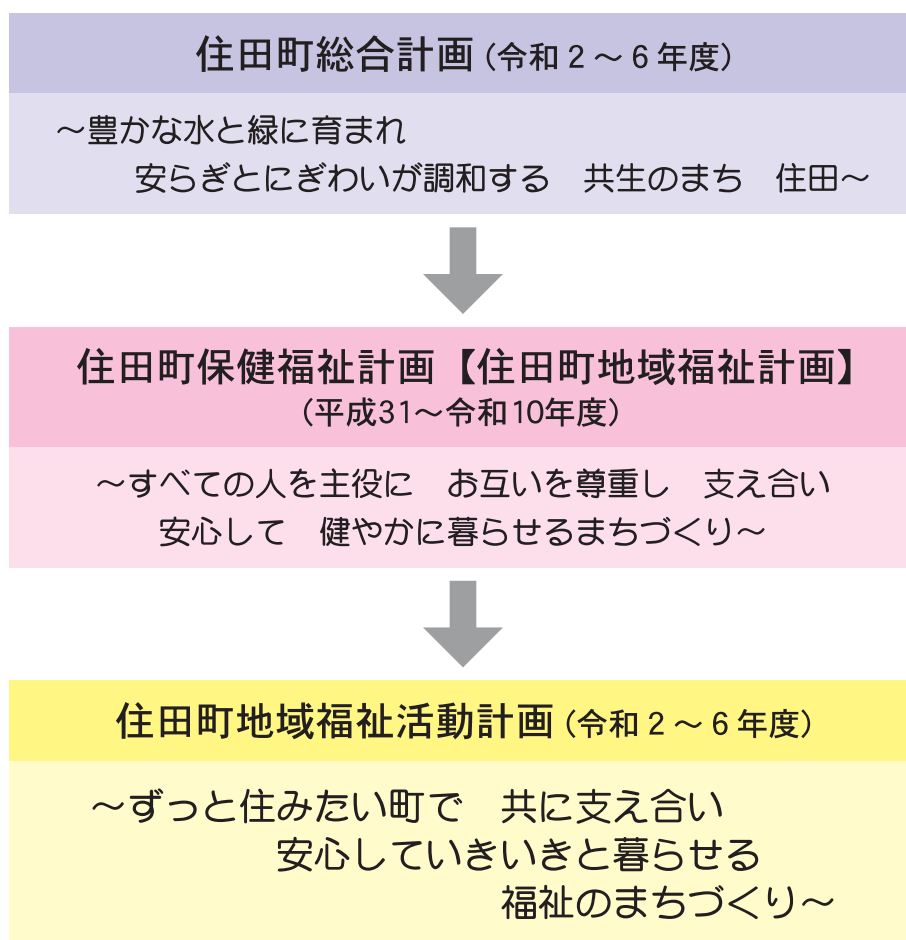 住田町総合計画（令和２～６年度）
～豊かな水と緑に育まれ
安らぎとにぎわいが調和する　共生のまち　住田～
住田町保健福祉計画【住田町地域福祉計画】
（平成31～令和10年度）
～すべての人を主役に　お互いを尊重し　支え合い
安心して　健やかに暮らせるまちづくり～
住田町地域福祉活動計画（令和２～６年度）
～ずっと住みたい町で　共に支え合い
安心していきいきと暮らせる
福祉のまちづくり～